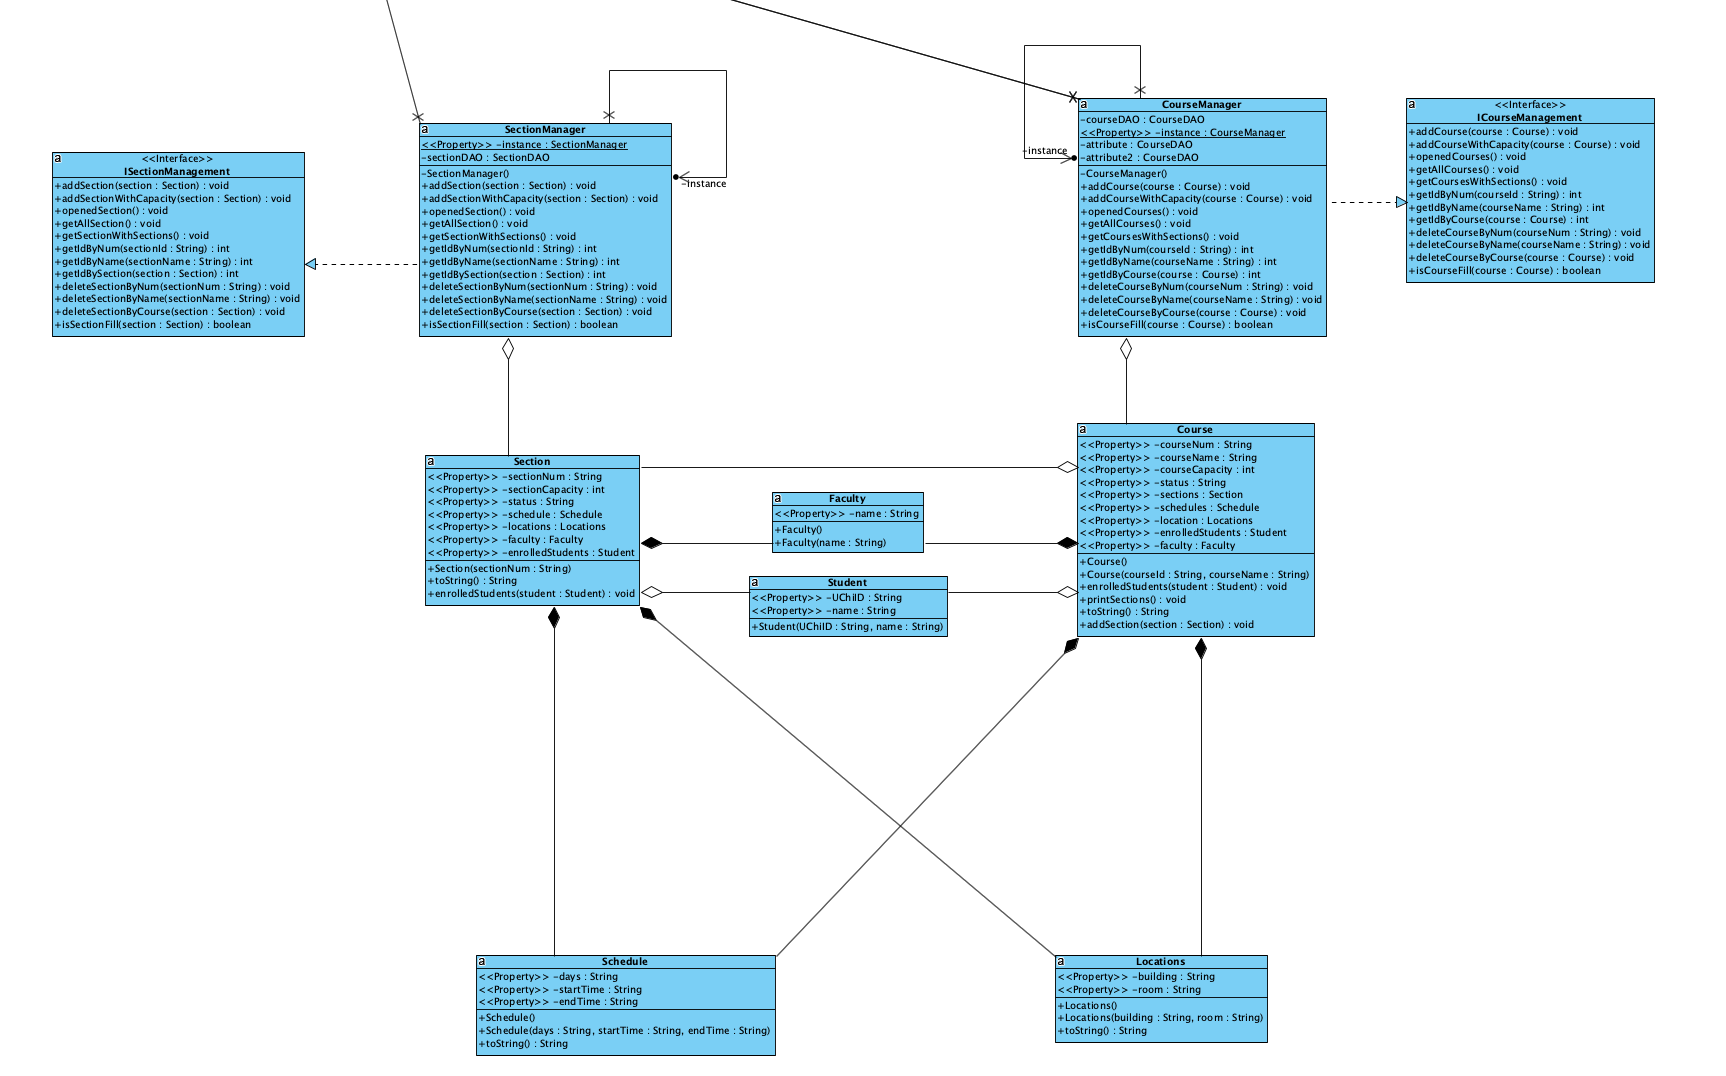 a
<<Interface>>
ISectionManagement
+addSection(section : Section) : void
+addSectionWithCapacity(section : Section) : void
+openedSection() : void
+getAllSection() : void
+getSectionWithSections() : void
+getIdByNum(sectionId : String) : int
+getIdByName(sectionName : String) : int
+getIdBySection(section : Section) : int
+deleteSectionByNum(sectionNum : String) : void
+deleteSectionByName(sectionName : String) : void
+deleteSectionByCourse(section : Section) : void
+isSectionFill(section : Section) : boolean
a
SectionManager
<<Property>> -instance : SectionManager
-sectionDAO : SectionDAO
-SectionManager()
+addSection(section : Section) : void
+addSectionWithCapacity(section : Section) : void
+openedSection() : void
+getAllSection() : void
+getSectionWithSections() : void
+getIdByNum(sectionId : String) : int
+getIdByName(sectionName : String) : int
+getIdBySection(section : Section) : int
+deleteSectionByNum(sectionNum : String) : void
+deleteSectionByName(sectionName : String) : void
+deleteSectionByCourse(section : Section) : void
+isSectionFill(section : Section) : boolean
-instance
-instance
a
CourseManager
-courseDAO : CourseDAO
<<Property>> -instance : CourseManager
-attribute : CourseDAO
-attribute2 : CourseDAO
-CourseManager()
+addCourse(course : Course) : void
+addCourseWithCapacity(course : Course) : void
+openedCourses() : void
+getAllCourses() : void
+getCoursesWithSections() : void
+getIdByNum(courseId : String) : int
+getIdByName(courseName : String) : int
+getIdByCourse(course : Course) : int
+deleteCourseByNum(courseNum : String) : void
+deleteCourseByName(courseName : String) : void
+deleteCourseByCourse(course : Course) : void
+isCourseFill(course : Course) : boolean
a
<<Interface>>
ICourseManagement
+addCourse(course : Course) : void
+addCourseWithCapacity(course : Course) : void
+openedCourses() : void
+getAllCourses() : void
+getCoursesWithSections() : void
+getIdByNum(courseId : String) : int
+getIdByName(courseName : String) : int
+getIdByCourse(course : Course) : int
+deleteCourseByNum(courseNum : String) : void
+deleteCourseByName(courseName : String) : void
+deleteCourseByCourse(course : Course) : void
+isCourseFill(course : Course) : boolean
a
Section
<<Property>> -sectionNum : String
<<Property>> -sectionCapacity : int
<<Property>> -status : String
<<Property>> -schedule : Schedule
<<Property>> -locations : Locations
<<Property>> -faculty : Faculty
<<Property>> -enrolledStudents : Student
+Section(sectionNum : String)
+toString() : String
+enrolledStudents(student : Student) : void
a
Faculty
<<Property>> -name : String
+Faculty()
+Faculty(name : String)
a
Student
<<Property>> -UChiID : String
<<Property>> -name : String
+Student(UChiID : String, name : String)
a
Course
<<Property>> -courseNum : String
<<Property>> -courseName : String
<<Property>> -courseCapacity : int
<<Property>> -status : String
<<Property>> -sections : Section
<<Property>> -schedules : Schedule
<<Property>> -location : Locations
<<Property>> -enrolledStudents : Student
<<Property>> -faculty : Faculty
+Course()
+Course(courseId : String, courseName : String)
+enrolledStudents(student : Student) : void
+printSections() : void
+toString() : String
+addSection(section : Section) : void
a
Schedule
<<Property>> -days : String
<<Property>> -startTime : String
<<Property>> -endTime : String
+Schedule()
+Schedule(days : String, startTime : String, endTime : String)
+toString() : String
a
Locations
<<Property>> -building : String
<<Property>> -room : String
+Locations()
+Locations(building : String, room : String)
+toString() : String